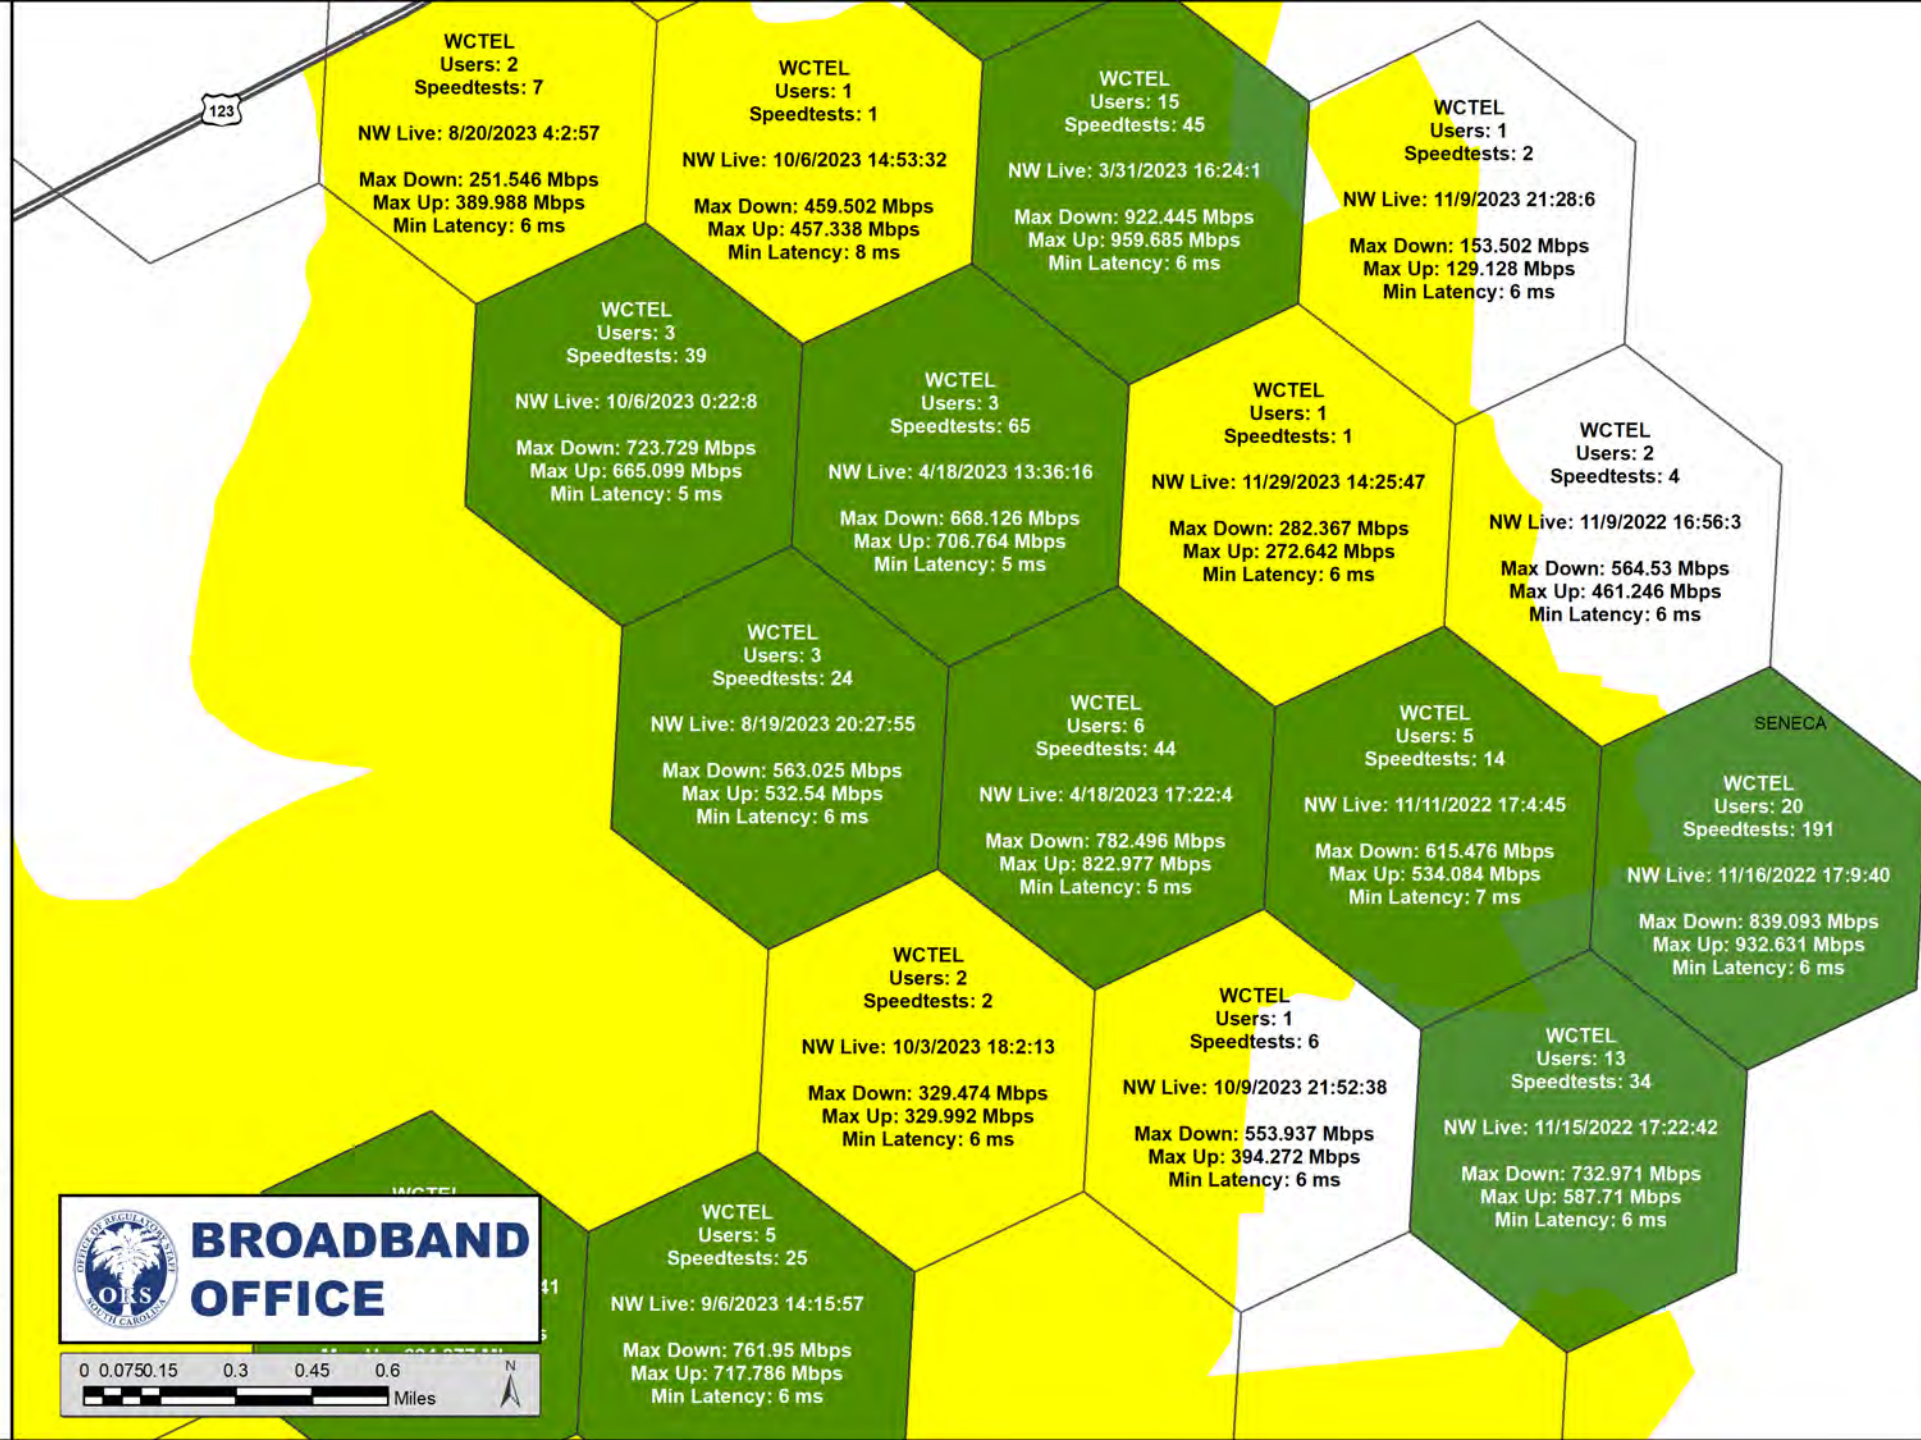 123
WCTEL
Users: 2
Speedtests: 7
NW Live: 8/20/2023 4:2:57
Max Down: 251.546 Mbps
Max Up: 389.988 Mbps
Min Latency: 6 ms
WCTEL
Users: 1
Speedtests: 1
NW Live: 10/6/2023 14:53:32
Max Down: 459.502 Mbps
Max Up: 457.338 Mbps
Min Latency: 8 ms
WCTEL
Users: 15
Speedtests: 45
NW Live: 3/31/2023 16:24:1
Max Down: 922.445 Mbps
Max Up: 959.685 Mbps
Min Latency: 6 ms
WCTEL
Users: 1
Speedtests: 2
NW Live: 11/9/2023 21:28:6
Max Down: 153.502 Mbps
Max Up: 129.128 Mbps
Min Latency: 6 ms
WCTEL
Users: 3
Speedtests: 39
NW Live: 10/6/2023 0:22:8
Max Down: 723.729 Mbps
Max Up: 665.099 Mbps
Min Latency: 5 ms
WCTEL
Users: 3
Speedtests: 65
NW Live: 4/18/2023 13:36:16
Max Down: 668.126 Mbps
Max Up: 706.764 Mbps
Min Latency: 5 ms
WCTEL
Users: 1
Speedtests: 1
NW Live: 11/29/2023 14:25:47
Max Down: 282.367 Mbps
Max Up: 272.642 Mbps
Min Latency: 6 ms
WCTEL
Users: 2
Speedtests: 4
NW Live: 11/9/2022 16:56:3
Max Down: 564.53 Mbps
Max Up: 461.246 Mbps
Min Latency: 6 ms
WCTEL
Users: 3
Speedtests: 24
NW Live: 8/19/2023 20:27:55
Max Down: 563.025 Mbps
Max Up: 532.54 Mbps
Min Latency: 6 ms
WCTEL
Users: 6
Speedtests: 44
NW Live: 4/18/2023 17:22:4
Max Down: 782.496 Mbps
Max Up: 822.977 Mbps
Min Latency: 5 ms
WCTEL
Users: 5
Speedtests: 14
NW Live: 11/11/2022 17:4:45
Max Down: 615.476 Mbps
Max Up: 534.084 Mbps
Min Latency: 7 ms
SENECA
WCTEL
Users: 20
Speedtests: 191
NW Live: 11/16/2022 17:9:40
Max Down: 839.093 Mbps
Max Up: 932.631 Mbps
Min Latency: 6 ms
WCTEL
Users: 2
Speedtests: 2
NW Live: 10/3/2023 18:2:13
Max Down: 329.474 Mbps
Max Up: 329.992 Mbps
Min Latency: 6 ms
WCTEL
Users: 1
Speedtests: 6
NW Live: 10/9/2023 21:52:38
Max Down: 553.937 Mbps
Max Up: 394.272 Mbps
Min Latency: 6 ms
WCTEL
Users: 13
Speedtests: 34
NW Live: 11/15/2022 17:22:42
Max Down: 732.971 Mbps
Max Up: 587.71 Mbps
Min Latency: 6 ms
WCTEL
41
s
WCTEL
Users: 5
Speedtests: 25
NW Live: 9/6/2023 14:15:57
Max Down: 761.95 Mbps
Max Up: 717.786 Mbps
Min Latency: 6 ms
OFFICE OF REGULATORY STAFF
ORS
SOUTH CAROLINA
BROADBAND
OFFICE
0 0.0750.15 0.3 0.45 0.6
Miles
N